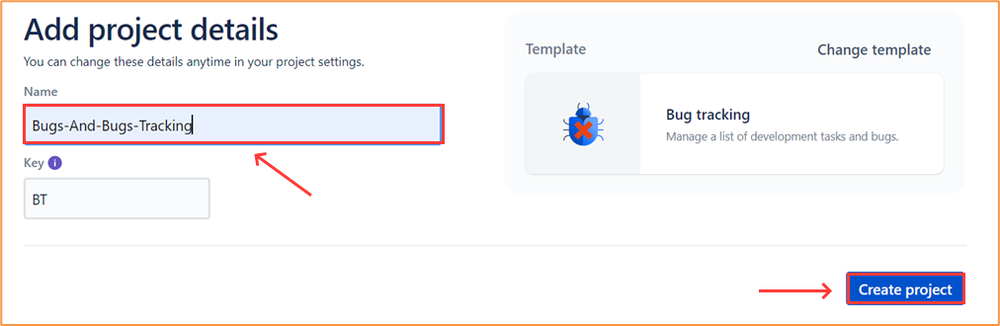 Add project details
You can change these details anytime in your project settings.
Name
Bugs-And-Bugs-Tracking
Key i
BT
Template
Change template
Bug tracking
Manage a list of development tasks and bugs.
Create project